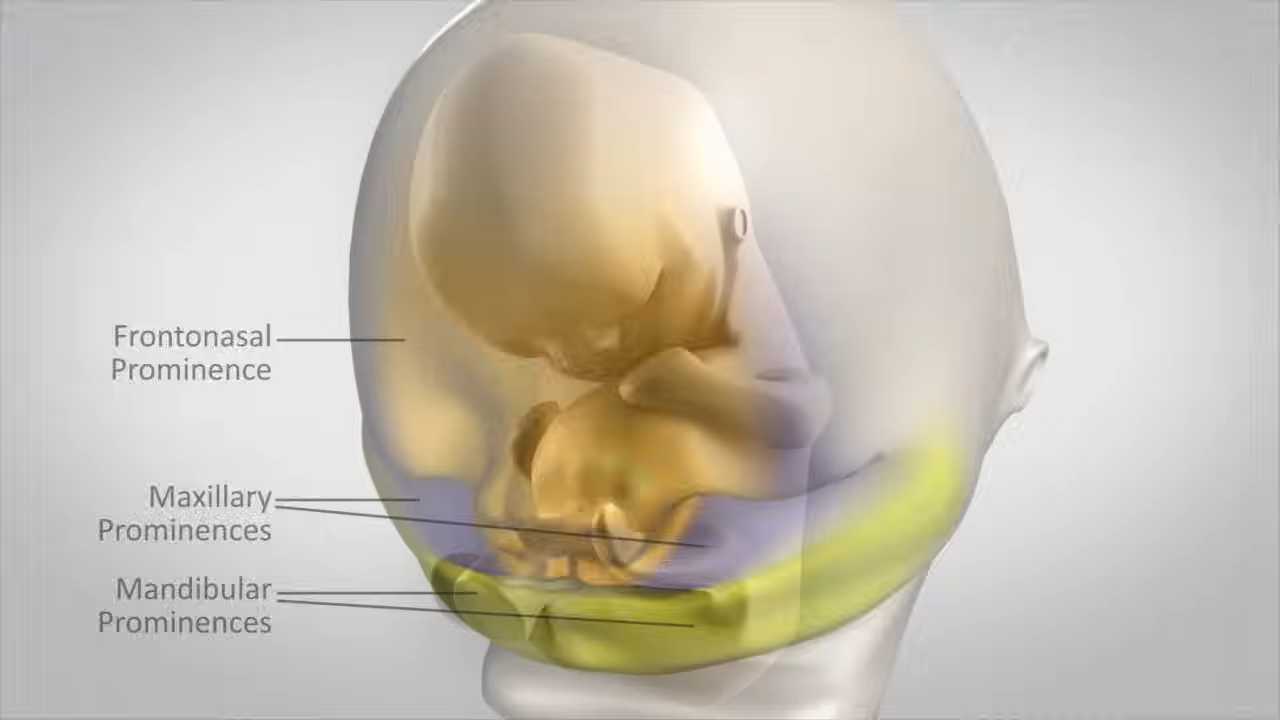 Frontonasal
Prominence
Maxillary
Prominences
Mandibular
Prominences